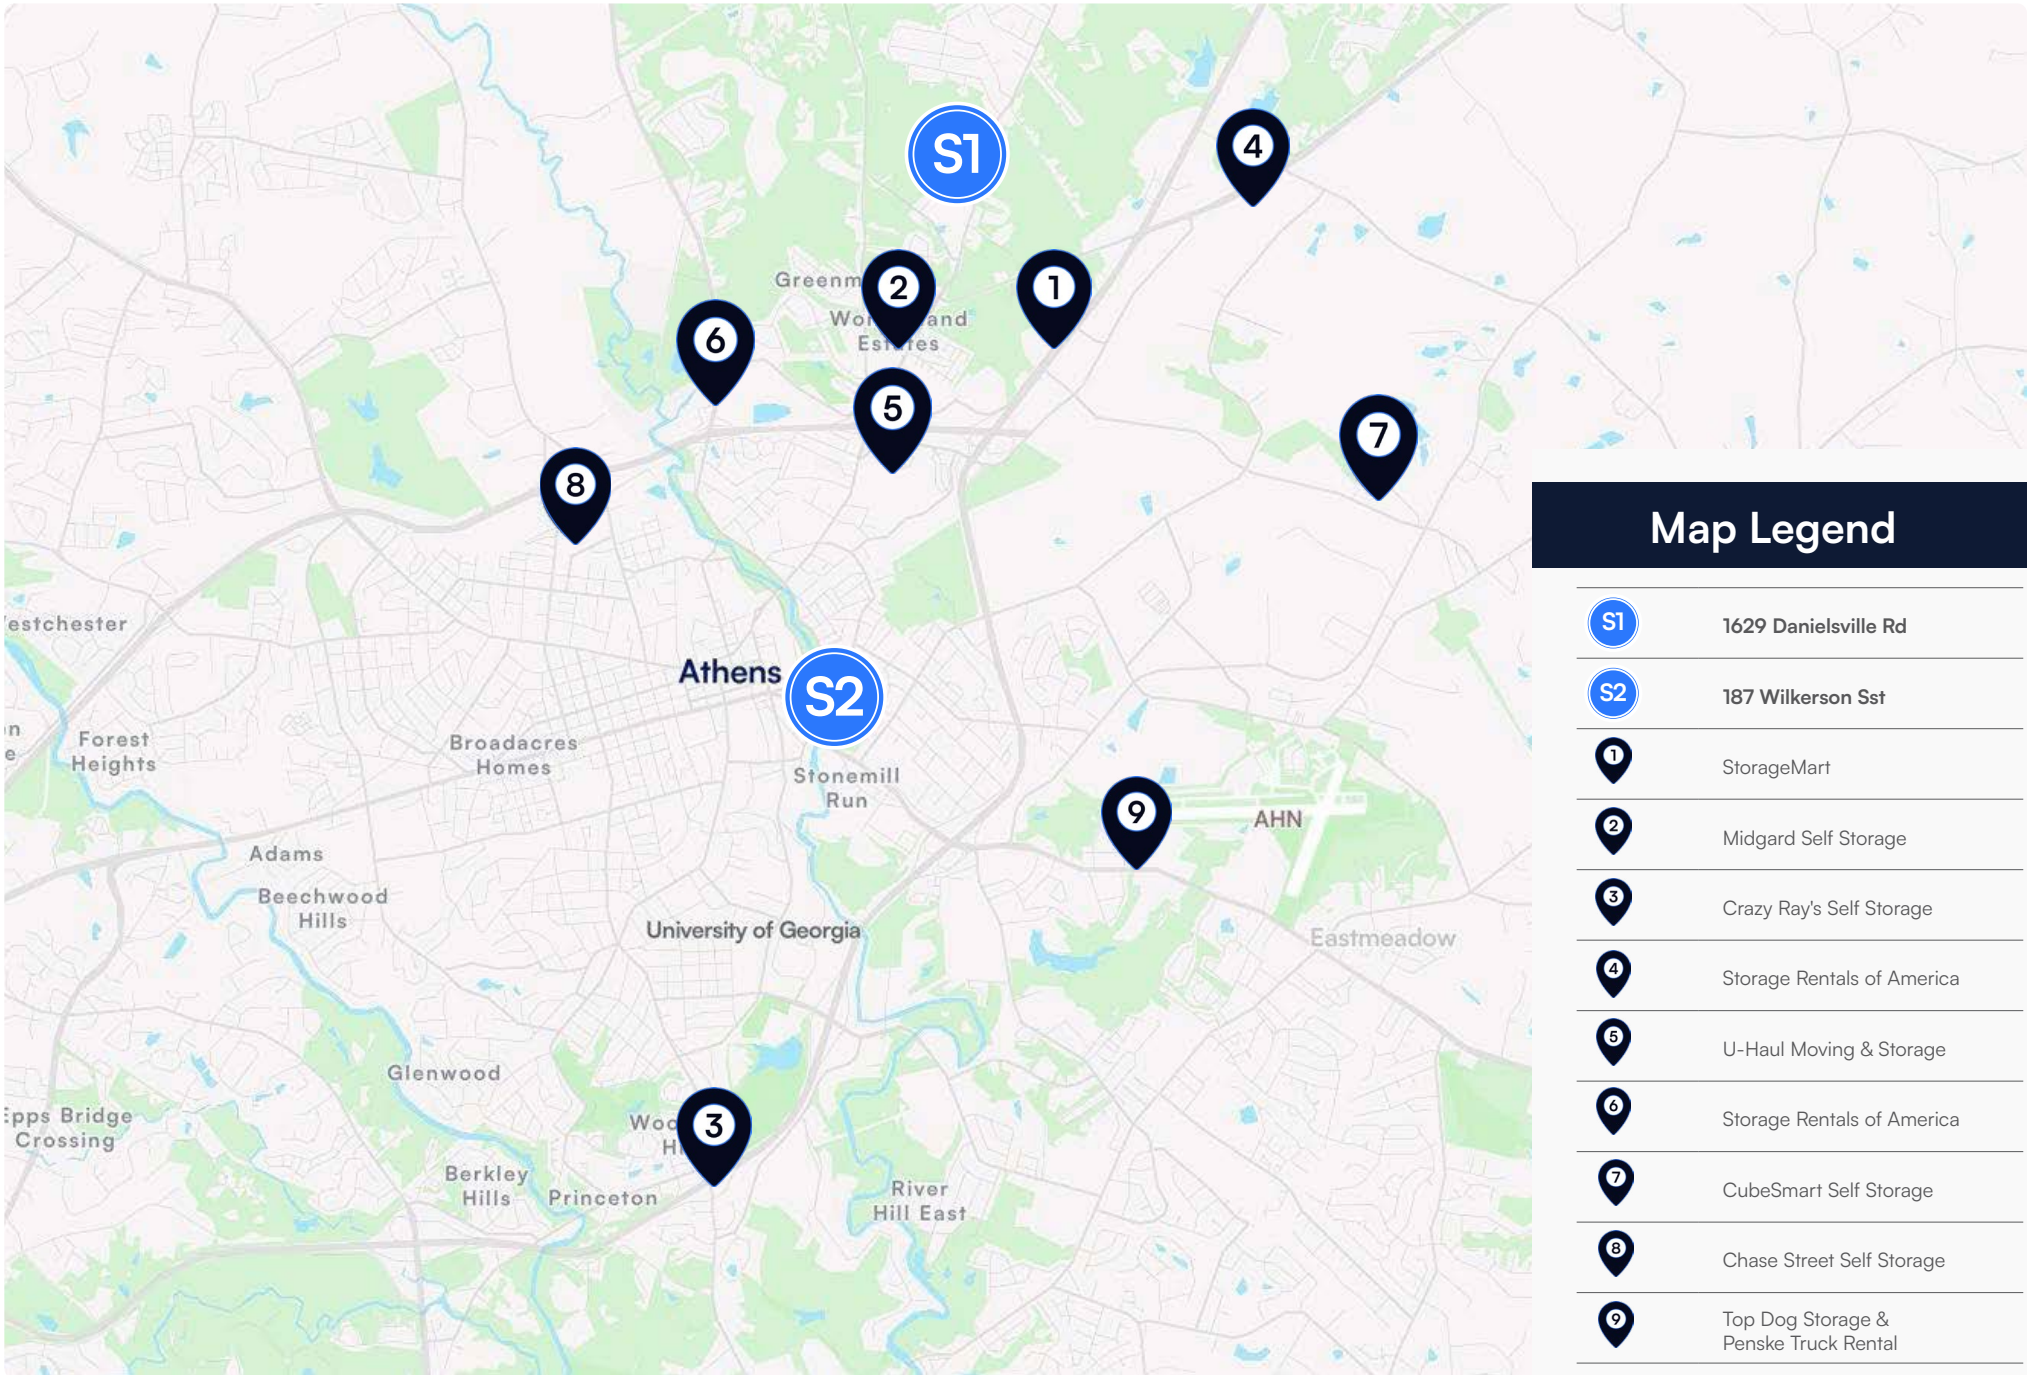 S1
4
Greenm
2
1
Wo
and
Estates
6
5
7
8
estchester
Athens
S2
n
e
Forest
Heights
Broadacres
Homes
Stonemill
Run
9
AHN
Adams
Beechwood
Hills
University of Georgia
Eastmeadow
Glenwood
Epps Bridge
Crossing
Woo
H
3
Berkley
Hills
Princeton
River
Hill East
Map Legend
S1 1629 Danielsville Rd
S2 187 Wilkerson Sst
1 StorageMart
2 Midgard Self Storage
3 Crazy Ray's Self Storage
4 Storage Rentals of America
5 U-Haul Moving & Storage
6 Storage Rentals of America
7 CubeSmart Self Storage
8 Chase Street Self Storage
9 Top Dog Storage &
Penske Truck Rental